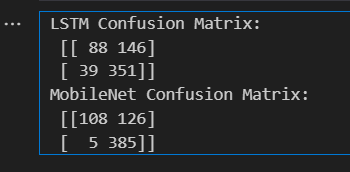 ... LSTM Confusion Matrix:
[[ 88 146]
[ 39 351]]
MobileNet Confusion Matrix:
[[108 126]
[  5 385]]